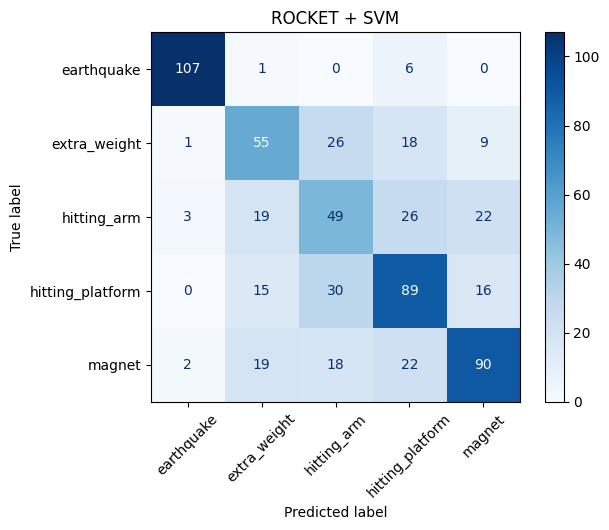 ROCKET + SVM
True label
earthquake 107 1 0 6 0
extra_weight 1 55 26 18 9
hitting_arm 3 19 49 26 22
hitting_platform 0 15 30 89 16
magnet 2 19 18 22 90
earthquake extra_weight hitting_arm hitting_platform magnet
Predicted label
100
80
60
40
20
0